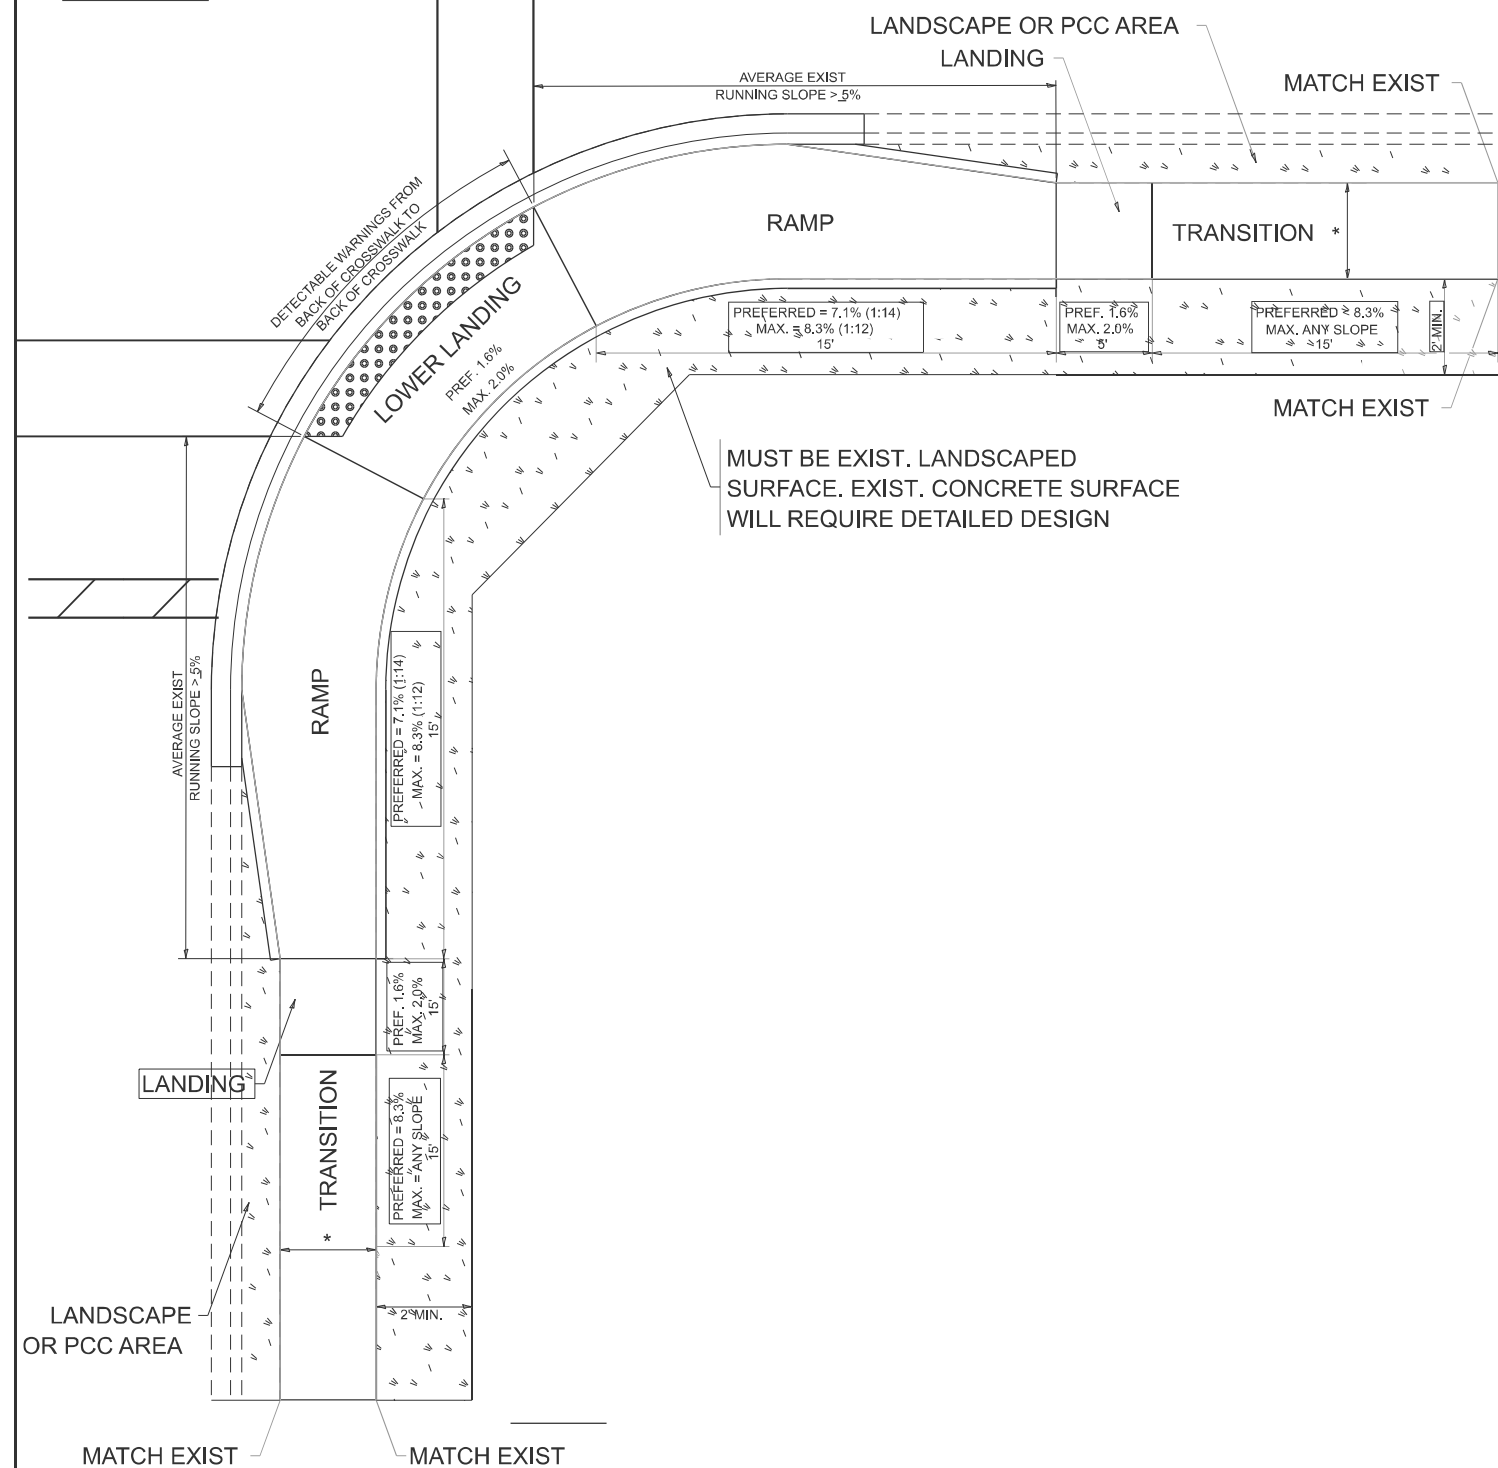 LANDSCAPE OR PCC AREA
LANDING
MATCH EXIST
AVERAGE EXIST
RUNNING SLOPE > 5%
DETECTABLE WARNINGS FROM
BACK OF CROSSWALK TO
BACK OF CROSSWALK
RAMP
TRANSITION *
LOWER LANDING
PREF. 1.6%
MAX. 2.0%
PREFERRED = 7.1% (1:14)
MAX. = 8.3% (1:12)
15'
PREF. 1.6%
MAX. 2.0%
5'
PREFERRED = 8.3%
MAX. ANY SLOPE
15'
2' MIN.
MATCH EXIST
MUST BE EXIST. LANDSCAPED
SURFACE. EXIST. CONCRETE SURFACE
WILL REQUIRE DETAILED DESIGN
AVERAGE EXIST
RUNNING SLOPE > 5%
RAMP
PREFERRED = 7.1% (1:14)
MAX. = 8.3% (1:12)
15'
PREF. 1.6%
MAX. 2.0%
15'
LANDING
TRANSITION
*
PREFERRED = 8.3%
MAX. = ANY SLOPE
15'
2' MIN.
LANDSCAPE
OR PCC AREA
MATCH EXIST
MATCH EXIST